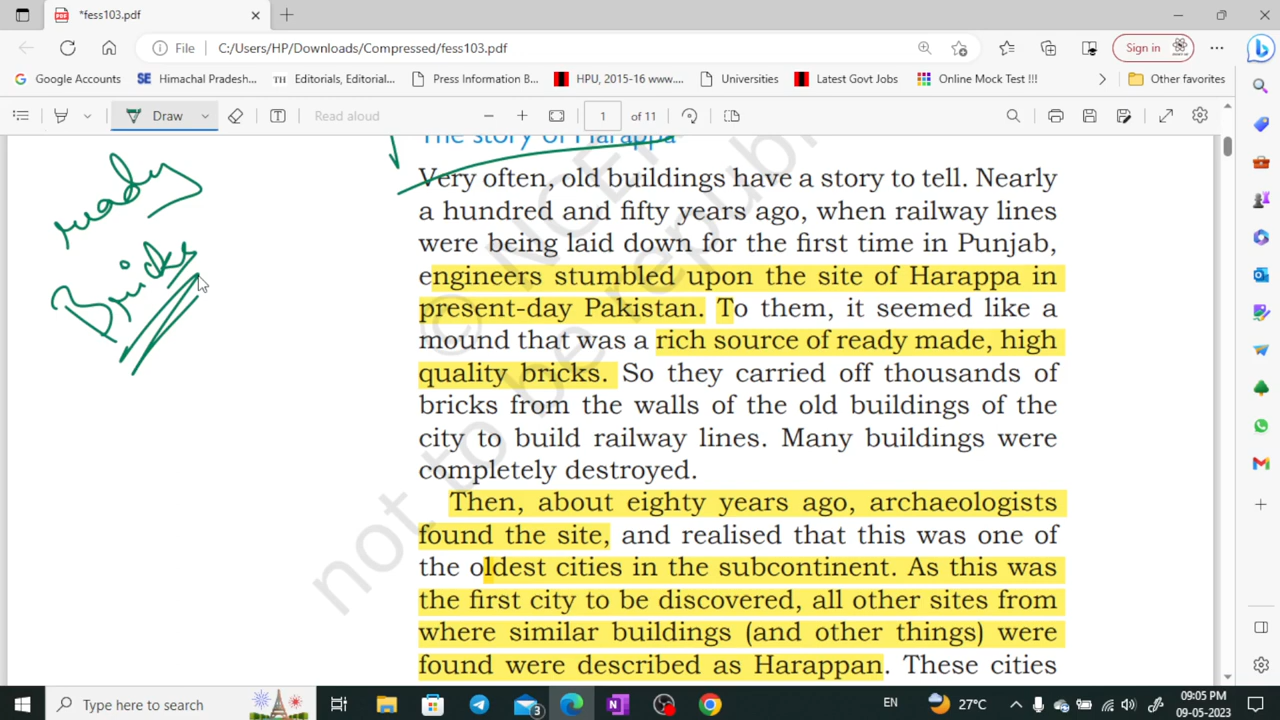 *fess103.pdf
File C:/Users/HP/Downloads/Compressed/fess103.pdf Sign in
Google Accounts SE Himachal Pradesh... TH Editorials, Editorial... Press Information B... HPU, 2015-16 www.... Universities Latest Govt Jobs Online Mock Test !!! Other favorites
Draw Read aloud 1 of 11
The story of Harappa
ready
Bricks
Very often, old buildings have a story to tell. Nearly
a hundred and fifty years ago, when railway lines
were being laid down for the first time in Punjab,
engineers stumbled upon the site of Harappa in
present-day Pakistan. To them, it seemed like a
mound that was a rich source of ready made, high
quality bricks. So they carried off thousands of
bricks from the walls of the old buildings of the
city to build railway lines. Many buildings were
completely destroyed.
Then, about eighty years ago, archaeologists
found the site, and realised that this was one of
the oldest cities in the subcontinent. As this was
the first city to be discovered, all other sites from
where similar buildings (and other things) were
found were described as Harappan. These cities
© NCE
not to be republi
Type here to search 3 EN 27°C 09:05 PM
09-05-2023